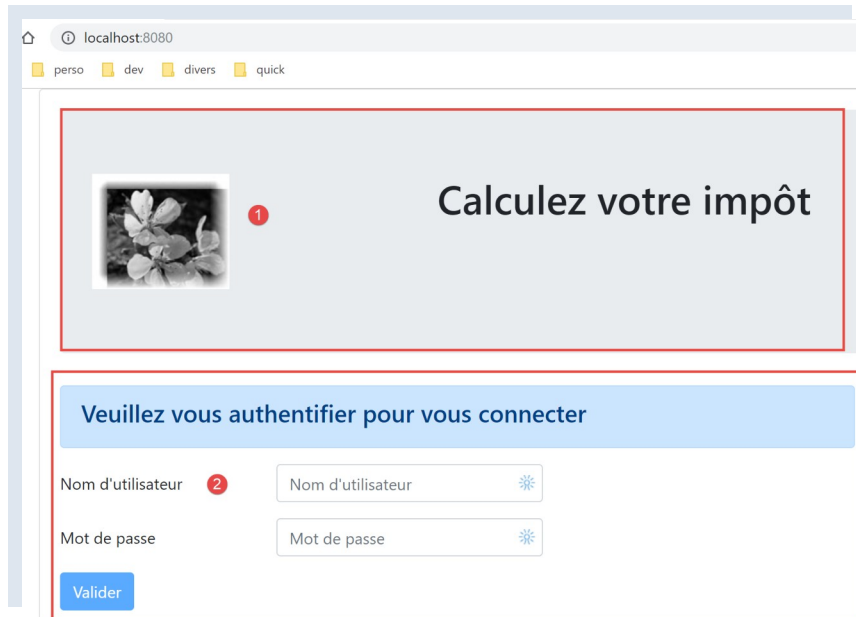 localhost:8080
perso dev divers quick
Calculez votre impôt
1
Veuillez vous authentifier pour vous connecter
Nom d'utilisateur 2 Nom d'utilisateur
Mot de passe Mot de passe
Valider